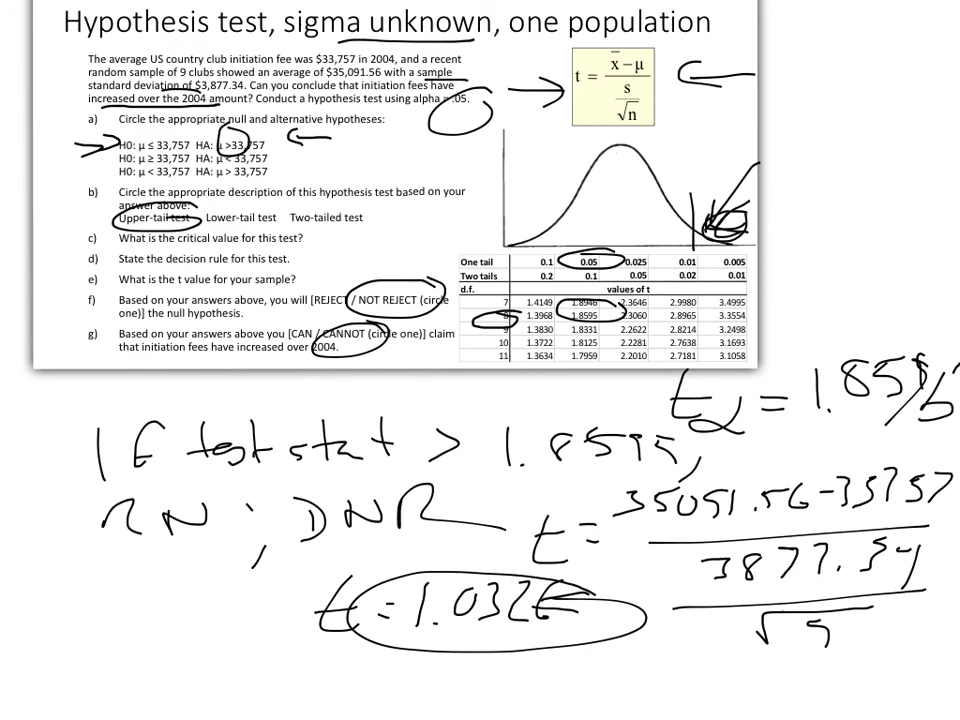 Hypothesis test, sigma unknown, one population
The average US country club initiation fee was $33,757 in 2004, and a recent
random sample of 9 clubs showed an average of $35,091.56 with a sample
standard deviation of $3,877.34. Can you conclude that initiation fees have
increased over the 2004 amount? Conduct a hypothesis test using alpha = .05.
a) Circle the appropriate null and alternative hypotheses:
H0: μ ≤ 33,757 HA: μ >33,757
H0: μ ≥ 33,757 HA: μ < 33,757
H0: μ < 33,757 HA: μ > 33,757
b) Circle the appropriate description of this hypothesis test based on your
answer above:
Upper-tail test Lower-tail test Two-tailed test
c) What is the critical value for this test?
d) State the decision rule for this test.
e) What is the t value for your sample?
f) Based on your answers above, you will [REJECT / NOT REJECT (circle
one)] the null hypothesis.
g) Based on your answers above you [CAN / CANNOT (circle one)] claim
that initiation fees have increased over 2004.
t = x̄ − μ
s
√n
One tail 0.1 0.05 0.025 0.01 0.005
Two tails 0.2 0.1 0.05 0.02 0.01
d.f. values of t
7 1.4149 1.8946 2.3646 2.9980 3.4995
8 1.3968 1.8595 2.3060 2.8965 3.3554
9 1.3830 1.8331 2.2622 2.8214 3.2498
10 1.3722 1.8125 2.2281 2.7638 3.1693
11 1.3634 1.7959 2.2010 2.7181 3.1058
tα =
IF test stat > 1.8595,
RN; DNR
t = 35091.56-33757
3877.34
√9